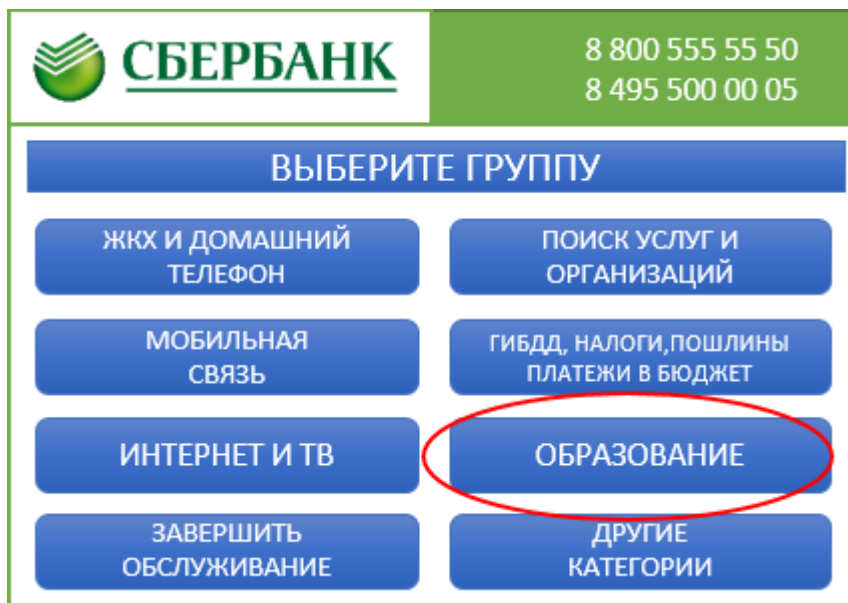 СБЕРБАНК
8 800 555 55 50
8 495 500 00 05
ВЫБЕРИТЕ ГРУППУ
ЖКХ И ДОМАШНИЙ
ТЕЛЕФОН
ПОИСК УСЛУГ И
ОРГАНИЗАЦИЙ
МОБИЛЬНАЯ
СВЯЗЬ
ГИБДД, НАЛОГИ,ПОШЛИНЫ
ПЛАТЕЖИ В БЮДЖЕТ
ИНТЕРНЕТ И ТВ
ОБРАЗОВАНИЕ
ЗАВЕРШИТЬ
ОБСЛУЖИВАНИЕ
ДРУГИЕ
КАТЕГОРИИ